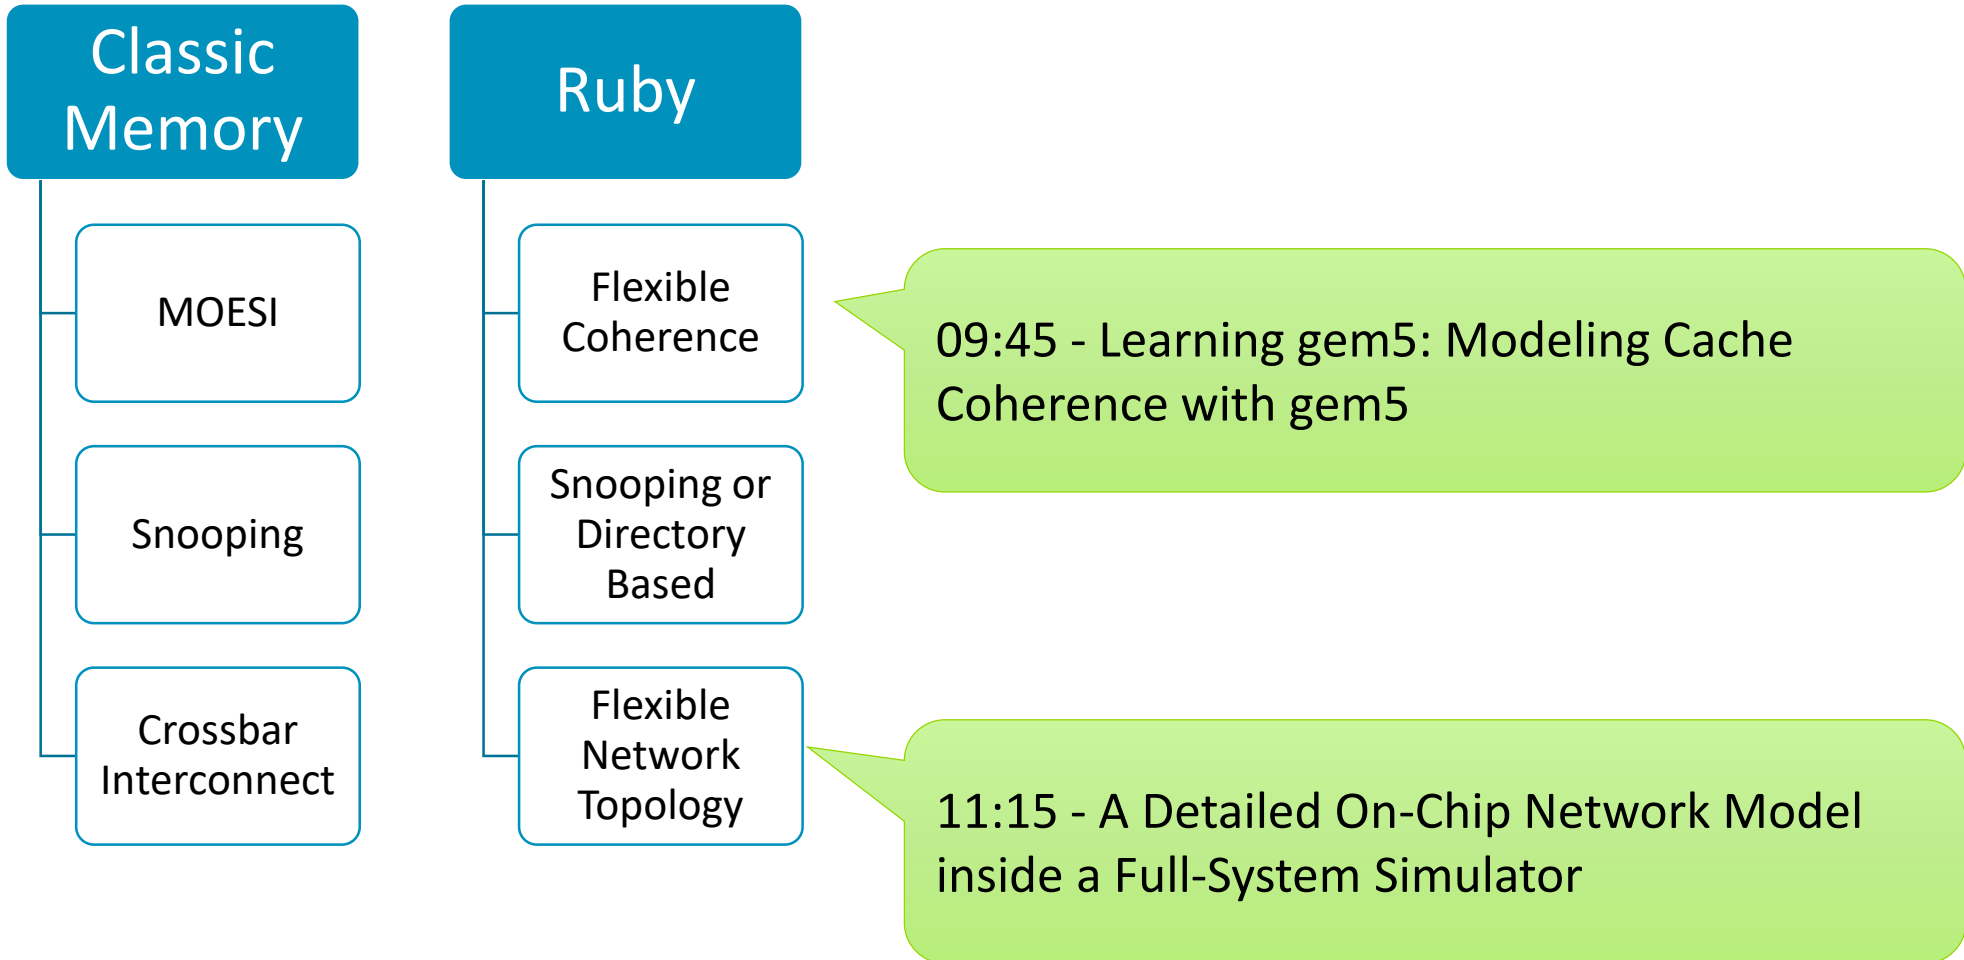 Classic
Memory
MOESI
Snooping
Crossbar
Interconnect
Ruby
Flexible
Coherence
Snooping or
Directory
Based
Flexible
Network
Topology
09:45 - Learning gem5: Modeling Cache
Coherence with gem5
11:15 - A Detailed On-Chip Network Model
inside a Full-System Simulator